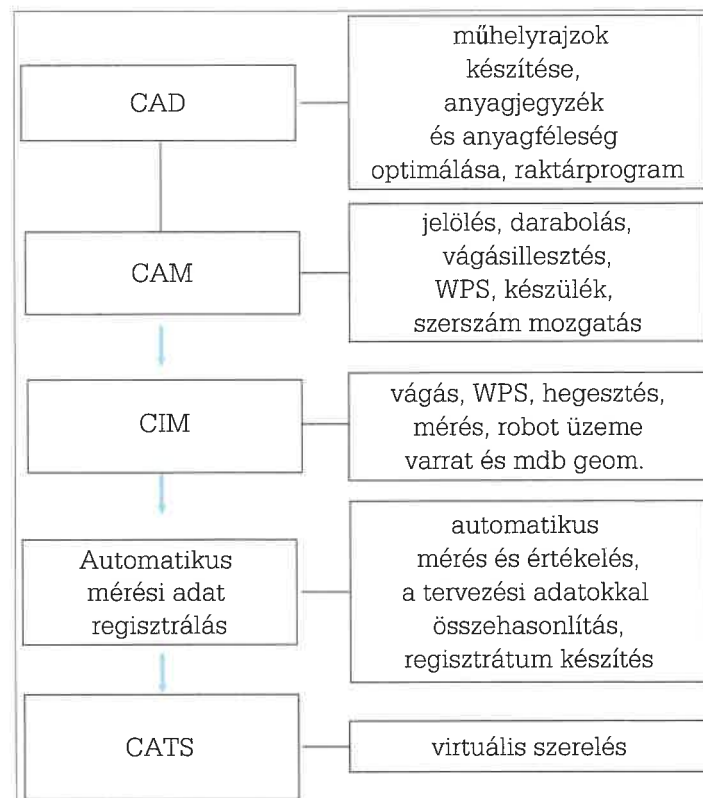 CAD
műhelyrajzok
készítése,
anyagjegyzék
és anyagféleség
optimálása, raktárprogram
CAM
jelölés, darabolás,
vágásillesztés,
WPS, készülék,
szerszám mozgatás
CIM
vágás, WPS, hegesztés,
mérés, robot üzeme
varrat és mdb geom.
Automatikus
mérési adat
regisztrálás
automatikus
mérés és értékelés,
a tervezési adatokkal
összehasonlítás,
regisztrátum készítés
CATS
virtuális szerelés